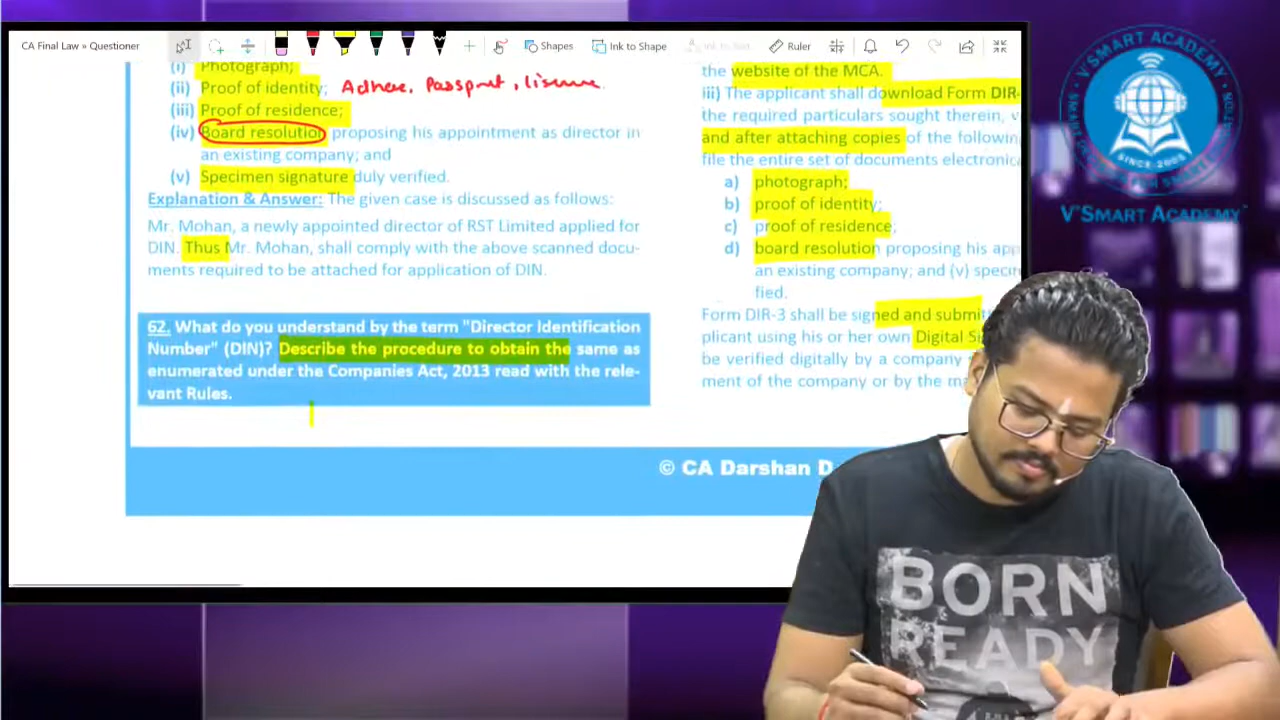 CA Final Law » Questioner
Shapes
Ink to Shape
Ink to Text
Ruler
(i) Photograph;
(ii) Proof of identity; Adhere, Passport, lisense
(iii) Proof of residence;
(iv) Board resolution proposing his appointment as director in
an existing company; and
(v) Specimen signature duly verified.
Explanation & Answer: The given case is discussed as follows:
Mr. Mohan, a newly appointed director of RST Limited applied for
DIN. Thus Mr. Mohan, shall comply with the above scanned docu-
ments required to be attached for application of DIN.
62. What do you understand by the term "Director Identification
Number" (DIN)? Describe the procedure to obtain the same as
enumerated under the Companies Act, 2013 read with the rele-
vant Rules.
the website of the MCA.
iii) The applicant shall download Form DIR-
the required particulars sought therein, v
and after attaching copies of the following
file the entire set of documents electronica
a) photograph;
b) proof of identity;
c) proof of residence;
d) board resolution proposing his app
an existing company; and (v) speci
fied.
Form DIR-3 shall be signed and submit
plicant using his or her own Digital Si
be verified digitally by a company
ment of the company or by the ma
© CA Darshan D
V'SMART ACADEMY
SINCE-2008
V'SMART ACADEMY
BORN
READY